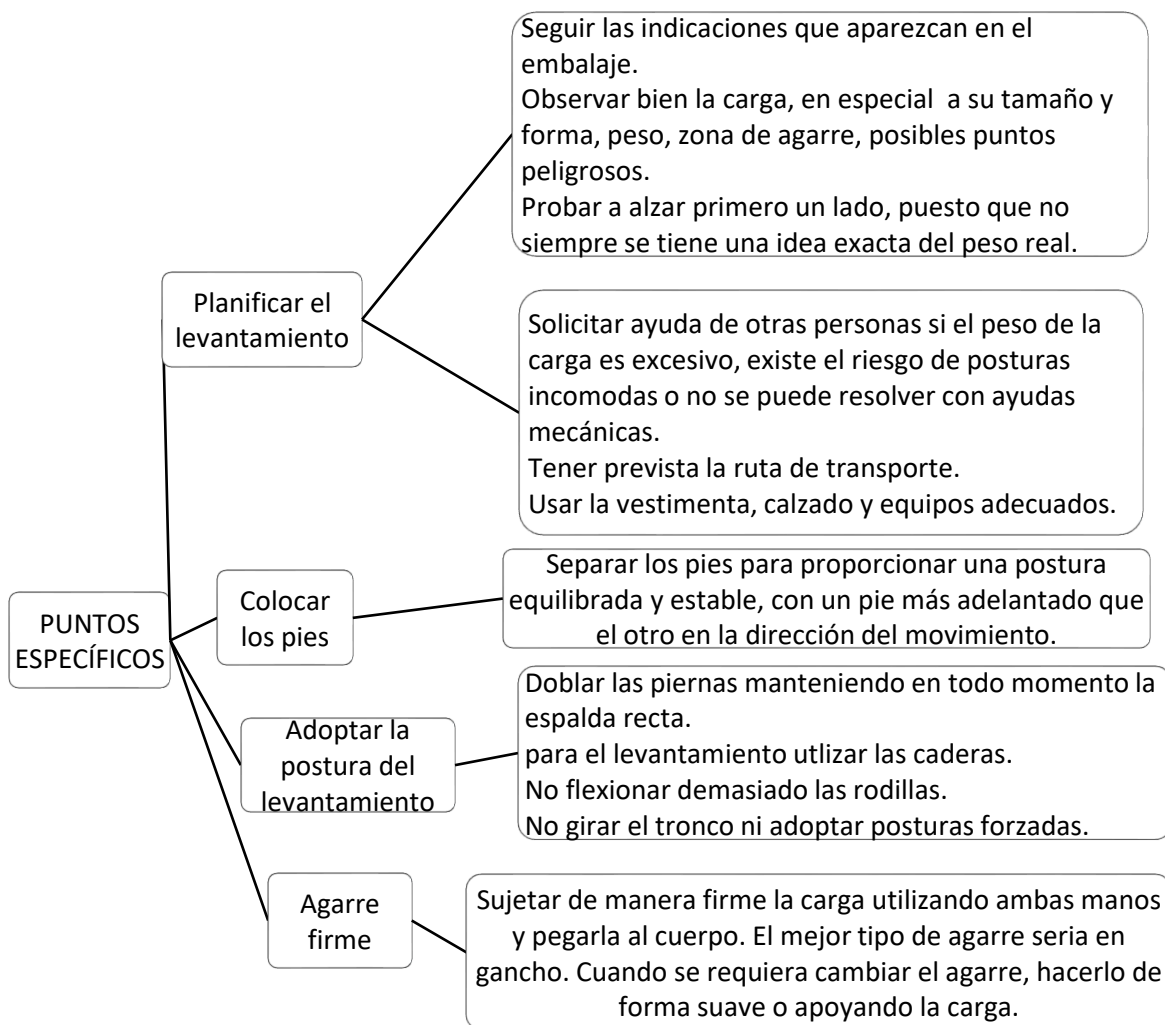 Seguir las indicaciones que aparezcan en el
embalaje.
Observar bien la carga, en especial  a su tamaño y
forma, peso, zona de agarre, posibles puntos
peligrosos.
Probar a alzar primero un lado, puesto que no
siempre se tiene una idea exacta del peso real.
Planificar el
levantamiento
Solicitar ayuda de otras personas si el peso de la
carga es excesivo, existe el riesgo de posturas
incomodas o no se puede resolver con ayudas
mecánicas.
Tener prevista la ruta de transporte.
Usar la vestimenta, calzado y equipos adecuados.
PUNTOS
ESPECÍFICOS
Colocar
los pies
Separar los pies para proporcionar una postura
equilibrada y estable, con un pie más adelantado que
el otro en la dirección del movimiento.
Adoptar la
postura del
levantamiento
Doblar las piernas manteniendo en todo momento la
espalda recta.
para el levantamiento utlizar las caderas.
No flexionar demasiado las rodillas.
No girar el tronco ni adoptar posturas forzadas.
Agarre
firme
Sujetar de manera firme la carga utilizando ambas manos
y pegarla al cuerpo. El mejor tipo de agarre seria en
gancho. Cuando se requiera cambiar el agarre, hacerlo de
forma suave o apoyando la carga.